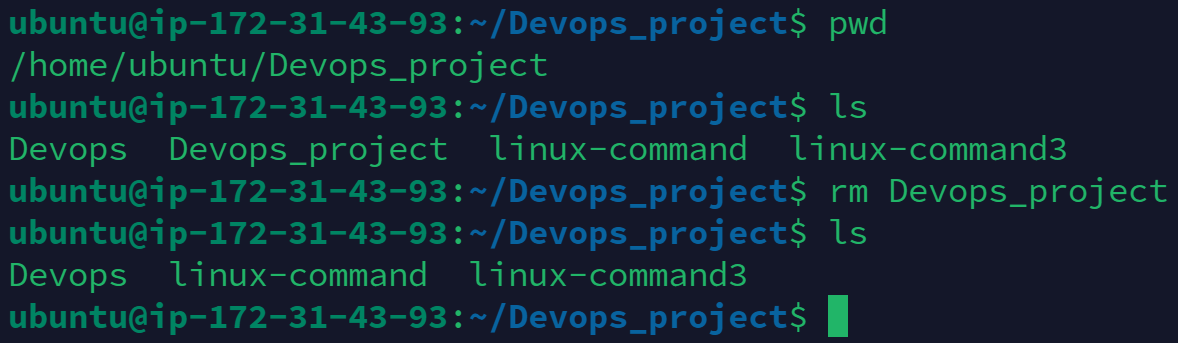 ubuntu@ip-172-31-43-93:~/Devops_project$ pwd
/home/ubuntu/Devops_project
ubuntu@ip-172-31-43-93:~/Devops_project$ ls
Devops  Devops_project  linux-command  linux-command3
ubuntu@ip-172-31-43-93:~/Devops_project$ rm Devops_project
ubuntu@ip-172-31-43-93:~/Devops_project$ ls
Devops  linux-command  linux-command3
ubuntu@ip-172-31-43-93:~/Devops_project$